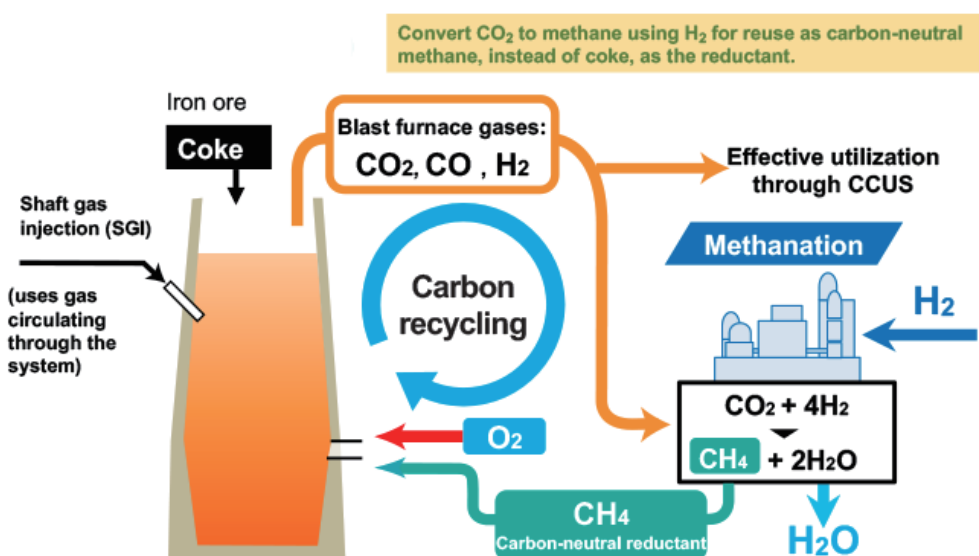 Convert CO₂ to methane using H₂ for reuse as carbon-neutral
methane, instead of coke, as the reductant.
Iron ore
Coke
Blast furnace gases:
CO₂, CO , H₂
Effective utilization
through CCUS
Shaft gas
injection (SGI)
(uses gas
circulating
through the
system)
Carbon
recycling
Methanation
H₂
O₂
CO₂ + 4H₂
CH₄ + 2H₂O
CH₄
Carbon-neutral reductant
H₂O